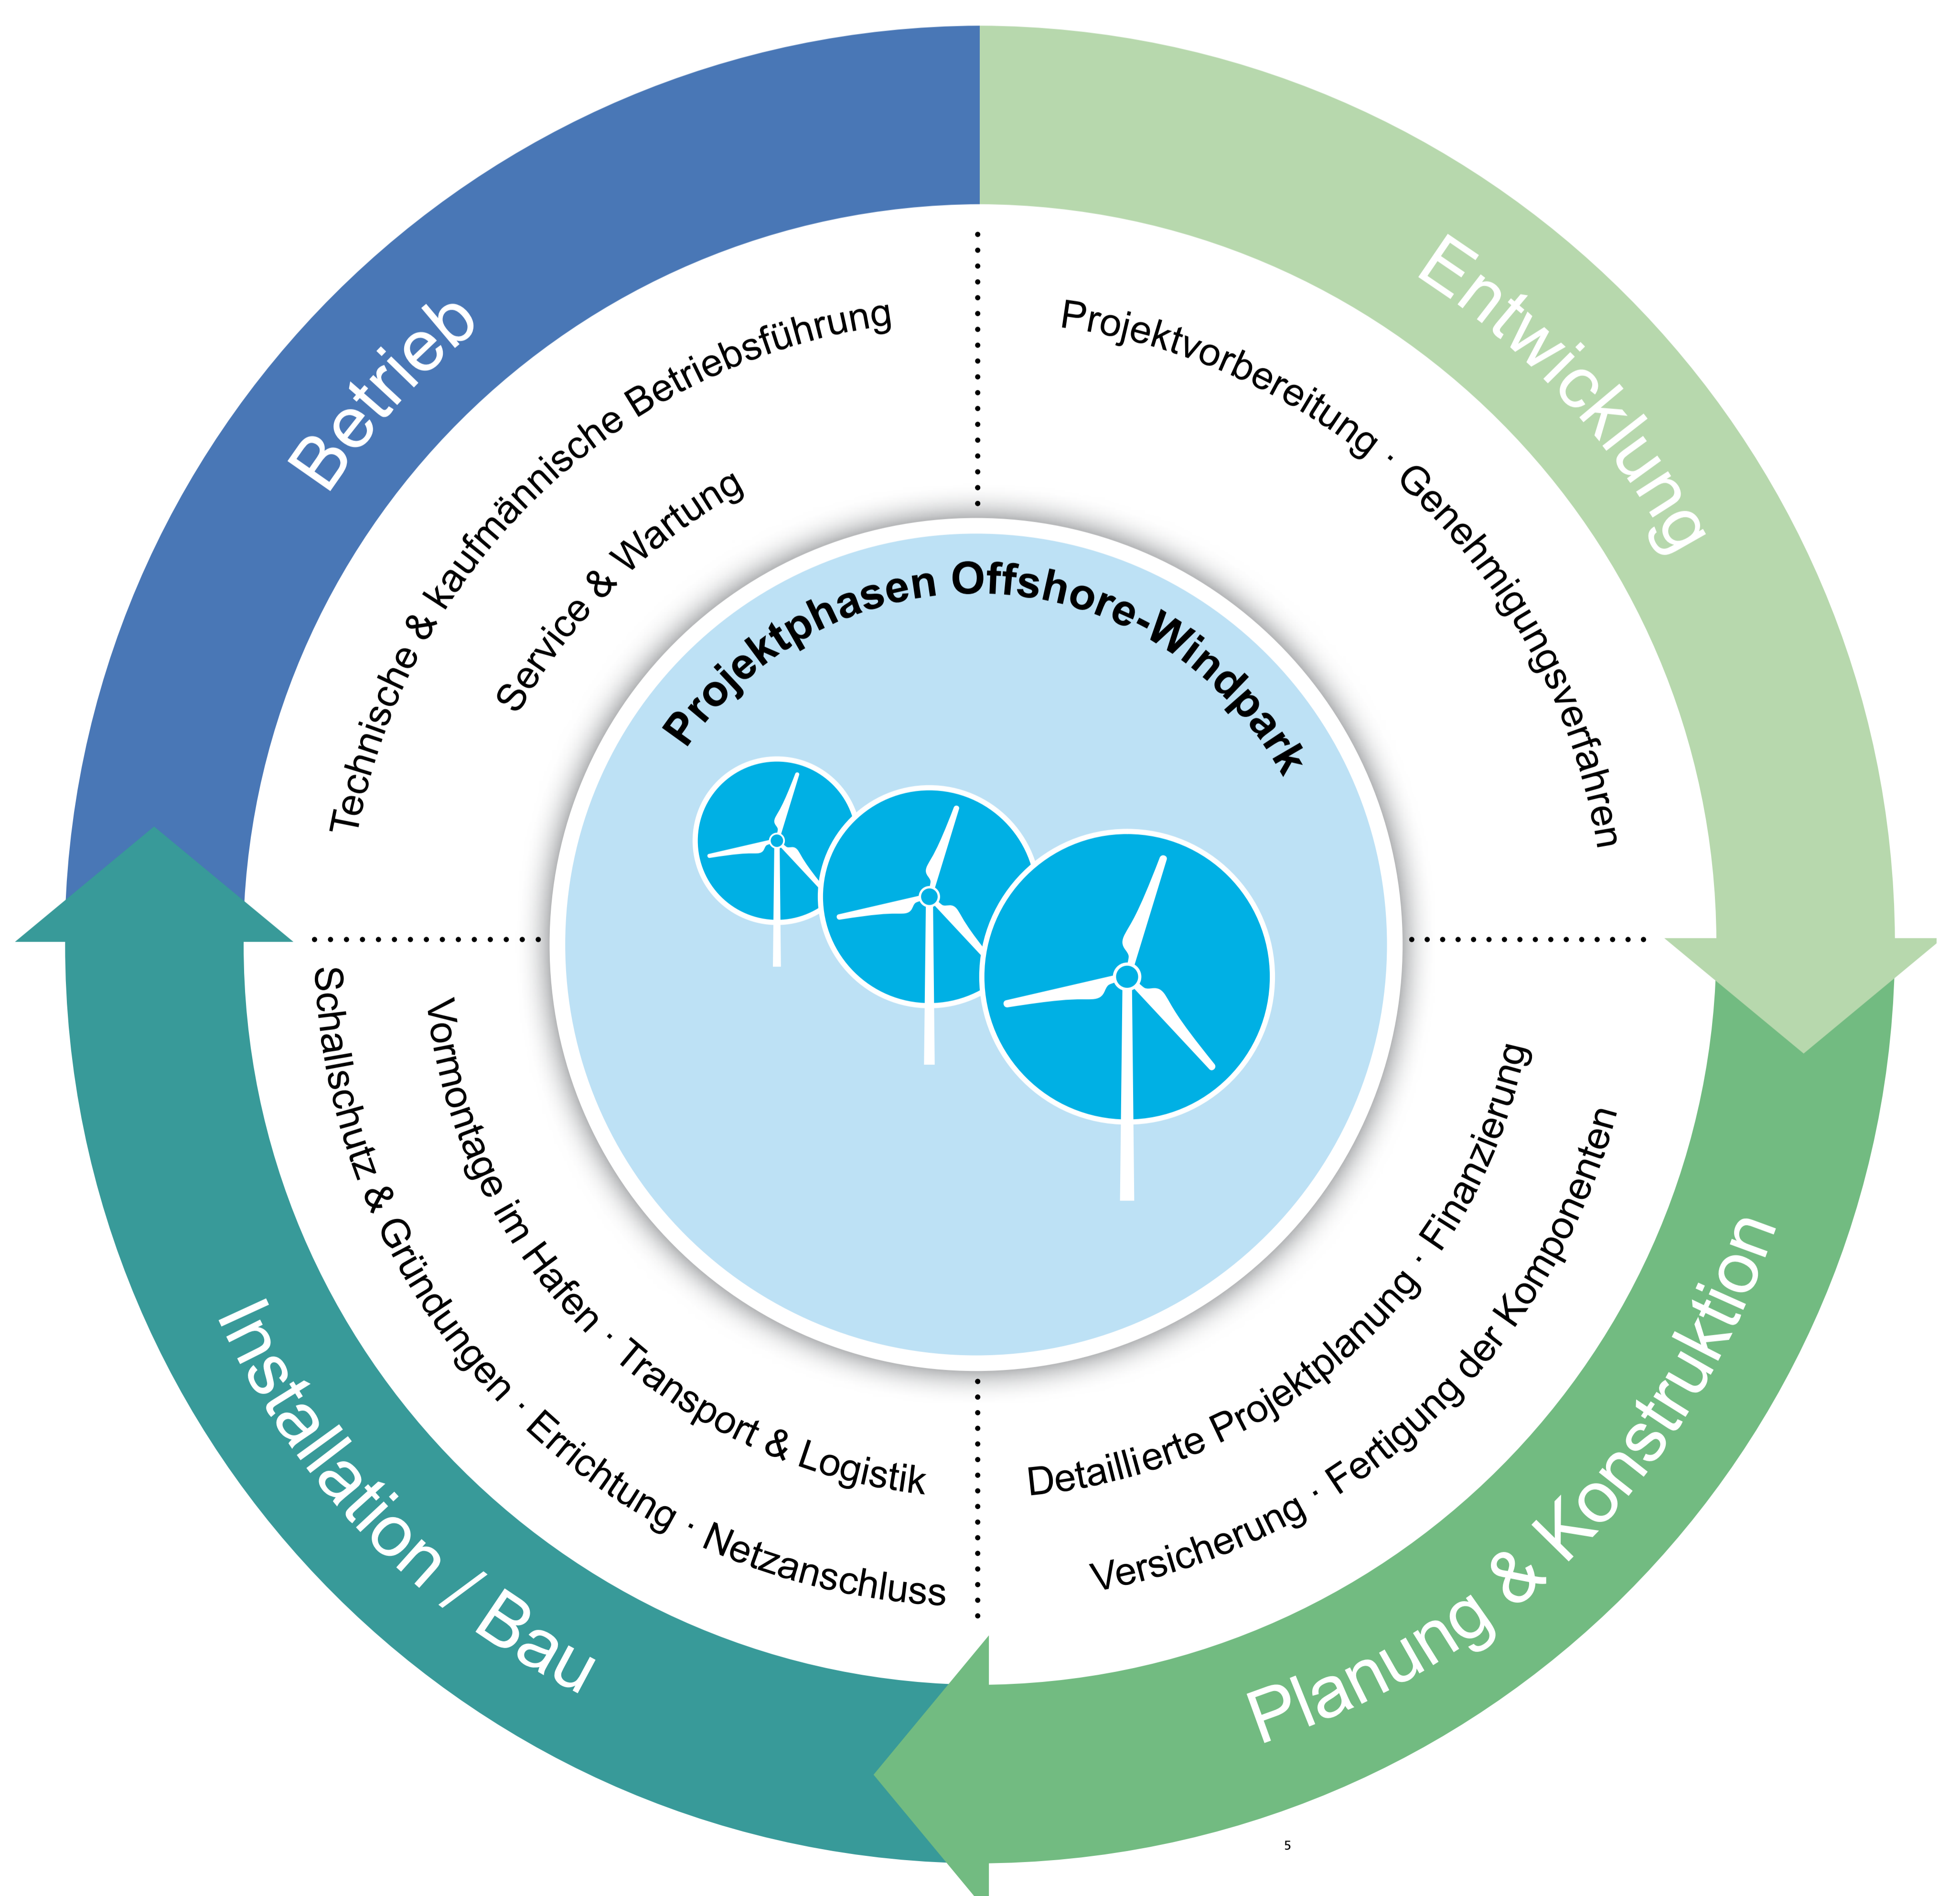 Projektphasen Offshore-Windpark
Entwicklung
Projektvorbereitung · Genehmigungsverfahren
Planung & Konstruktion
Detaillierte Projektplanung · Finanzierung
Versicherung · Fertigung der Komponenten
Installation / Bau
Vormontage im Hafen · Transport & Logistik
Schallschutz & Gründungen · Errichtung · Netzanschluss
Betrieb
Technische & kaufmännische Betriebsführung
Service & Wartung
5